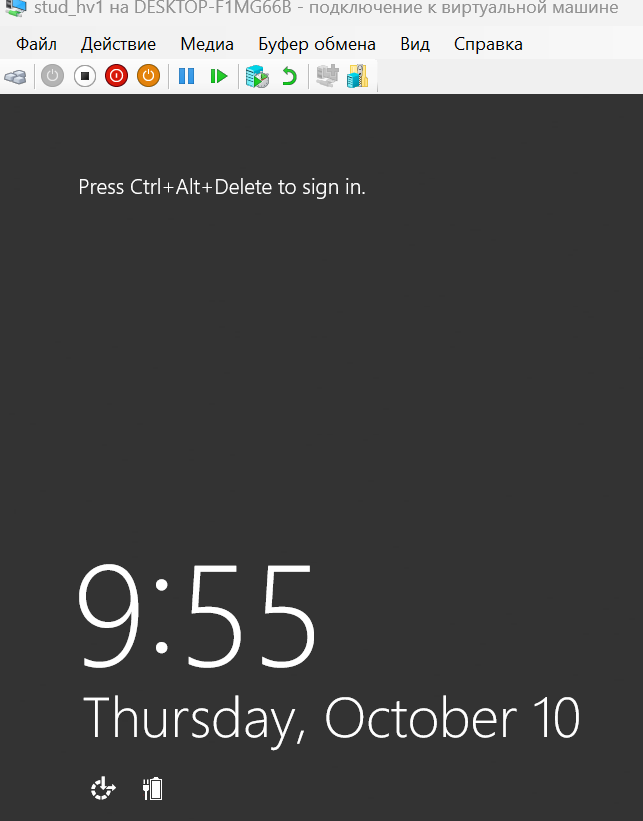 stud_hv1 на DESKTOP-F1MG66B - подключение к виртуальной машине
Файл Действие Медиа Буфер обмена Вид Справка
Press Ctrl+Alt+Delete to sign in.
9:55
Thursday, October 10